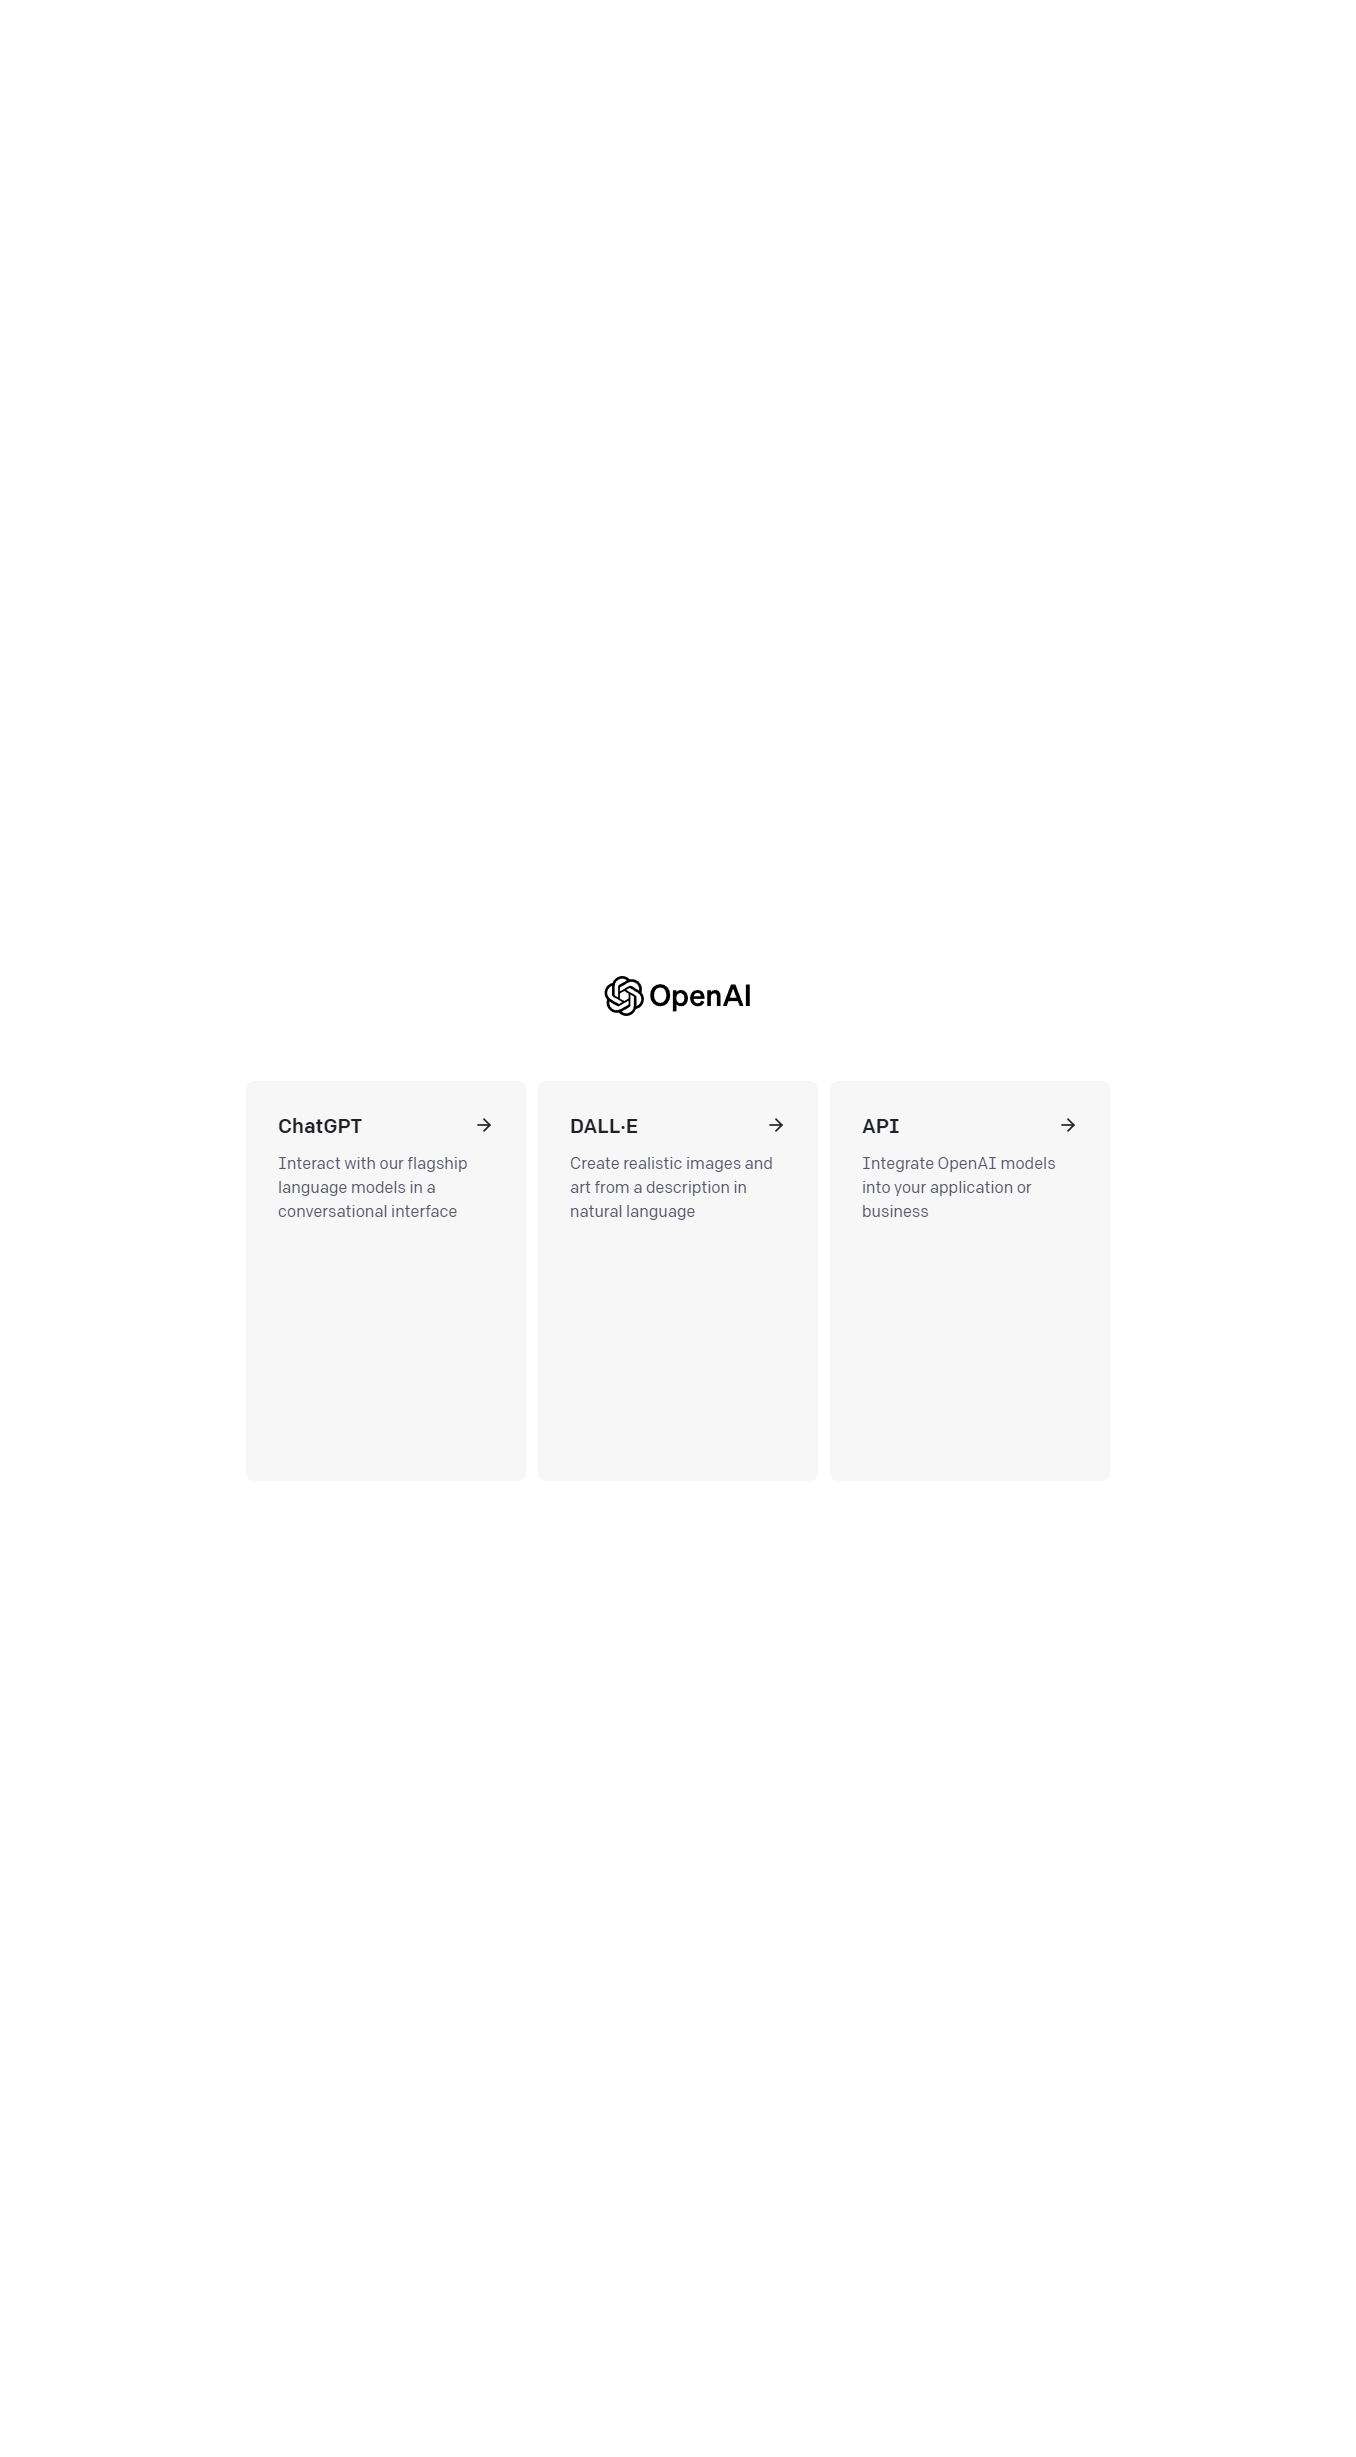 OpenAI
ChatGPT
Interact with our flagship
language models in a
conversational interface
DALL·E
Create realistic images and
art from a description in
natural language
API
Integrate OpenAI models
into your application or
business